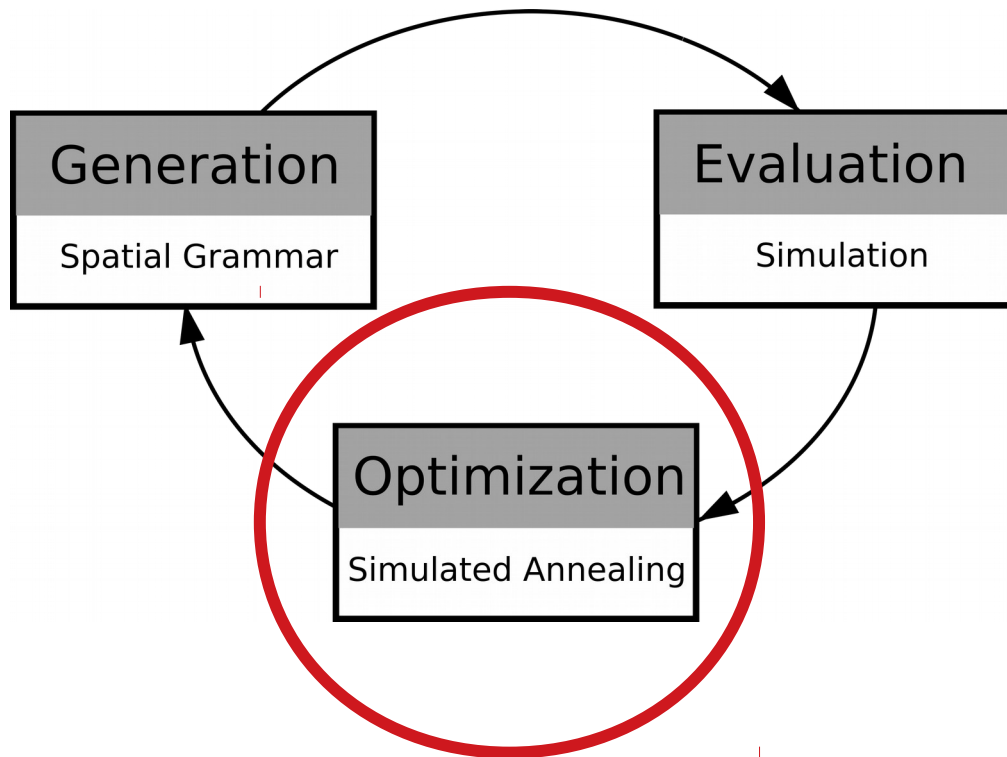 Generation
Spatial Grammar
Evaluation
Simulation
Optimization
Simulated Annealing